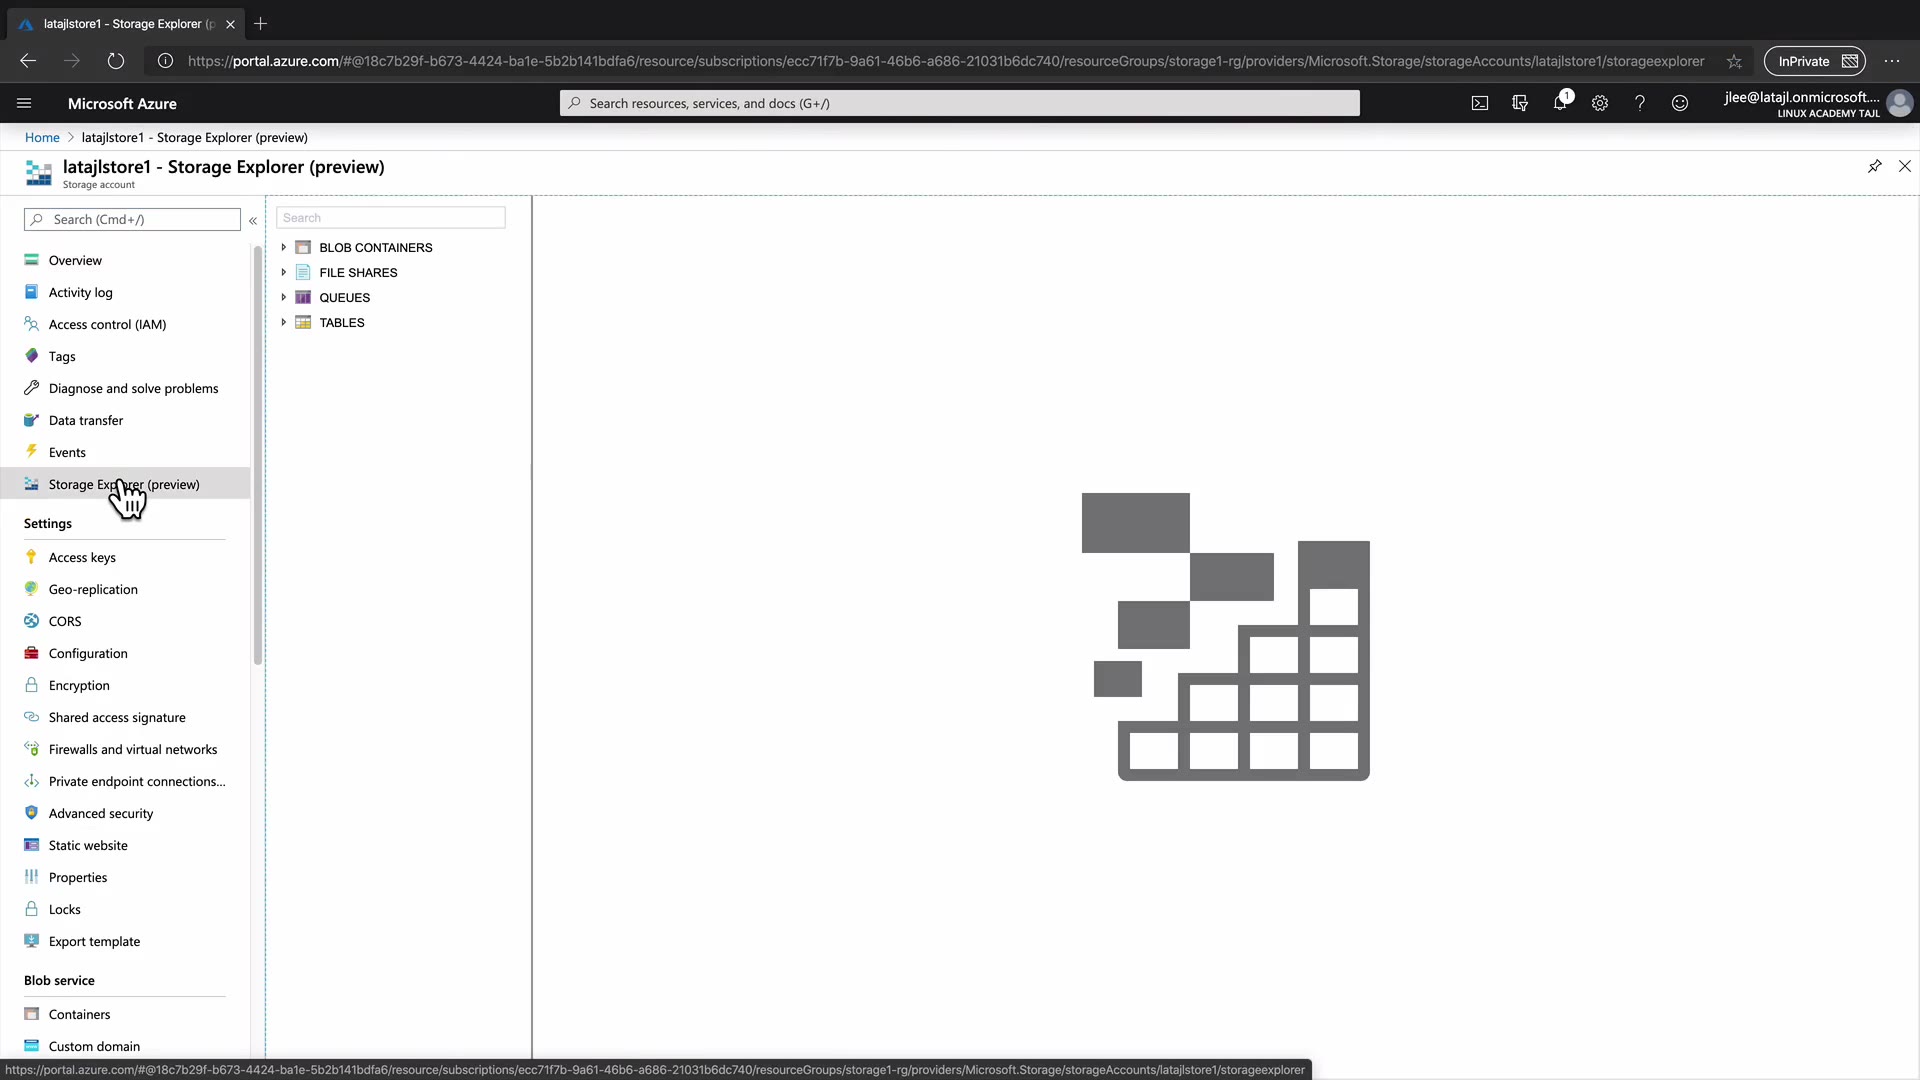 latajlstore1 - Storage Explorer (p
https://portal.azure.com/#@18c7b29f-b673-4424-ba1e-5b2b141bdfa6/resource/subscriptions/ecc71f7b-9a61-46b6-a686-21031b6dc740/resourceGroups/storage1-rg/providers/Microsoft.Storage/storageAccounts/latajlstore1/storageexplorer
InPrivate
Microsoft Azure
Search resources, services, and docs (G+/)
1
jlee@latajl.onmicrosoft....
LINUX ACADEMY TAJL
Home > latajlstore1 - Storage Explorer (preview)
latajlstore1 - Storage Explorer (preview)
Storage account
Search (Cmd+/)
Overview
Activity log
Access control (IAM)
Tags
Diagnose and solve problems
Data transfer
Events
Storage Explorer (preview)
Settings
Access keys
Geo-replication
CORS
Configuration
Encryption
Shared access signature
Firewalls and virtual networks
Private endpoint connections...
Advanced security
Static website
Properties
Locks
Export template
Blob service
Containers
Custom domain
Search
BLOB CONTAINERS
FILE SHARES
QUEUES
TABLES
https://portal.azure.com/#@18c7b29f-b673-4424-ba1e-5b2b141bdfa6/resource/subscriptions/ecc71f7b-9a61-46b6-a686-21031b6dc740/resourceGroups/storage1-rg/providers/Microsoft.Storage/storageAccounts/latajlstore1/storageexplorer